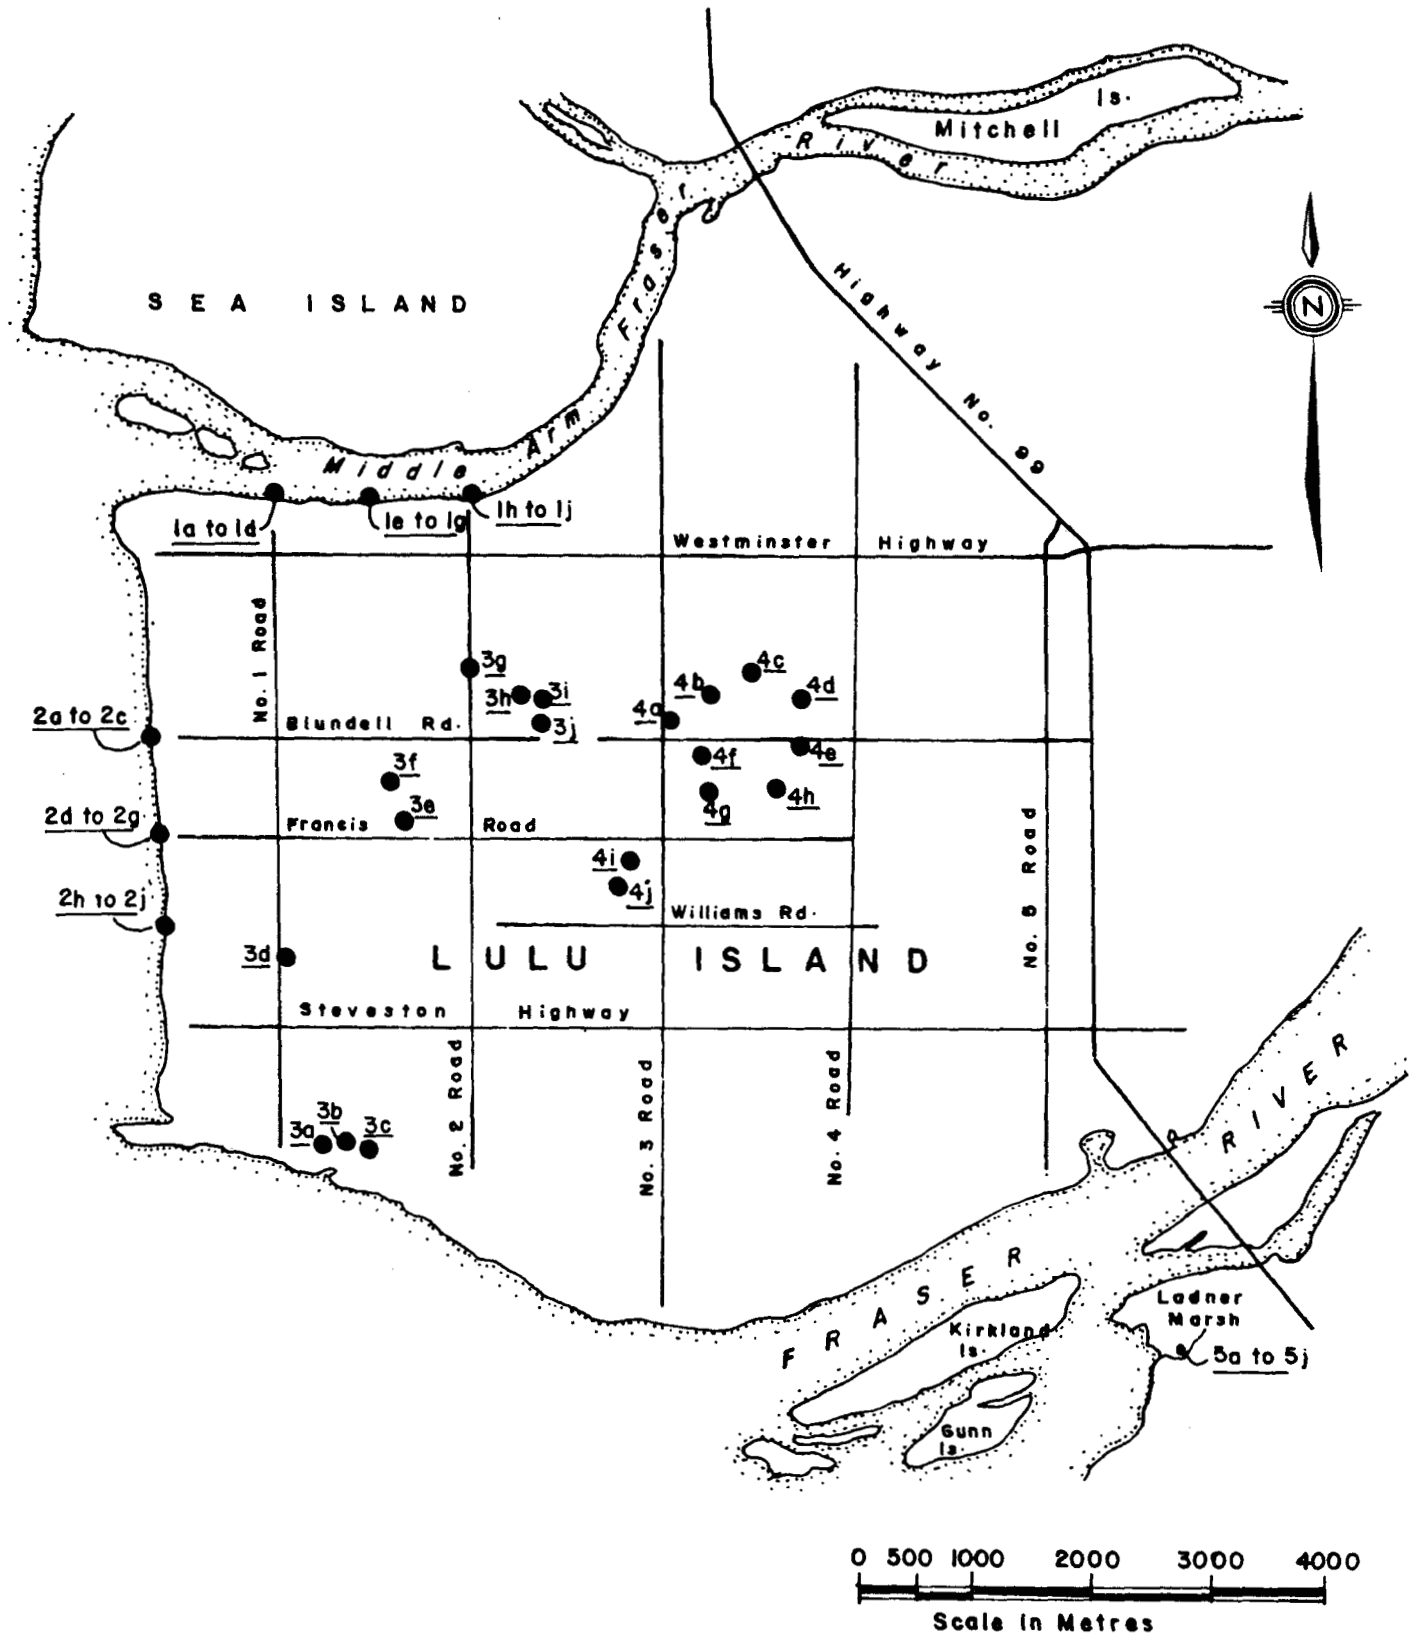 Is.
Mitchell
River
Fraser
N
SEA ISLAND
Highway No. 99
Middle Arm
1a to 1d
1e to 1g
1h to 1j
Westminster Highway
No. 1 Road
3g
4c
3h
3i
4b
4d
2a to 2c
Blundell Rd.
3j
4a
3f
4f
4e
2d to 2g
3e
4g
4h
Francis Road
No. 5 Road
4i
2h to 2j
4j
Williams Rd.
3d
LULU ISLAND
Steveston Highway
No. 2 Road
No. 3 Road
No. 4 Road
3a
3b
3c
FRASER RIVER
Ladner
Marsh
Kirkland
Is.
5a to 5j
Gunn
Is.
0 500 1000 2000 3000 4000
Scale in Metres